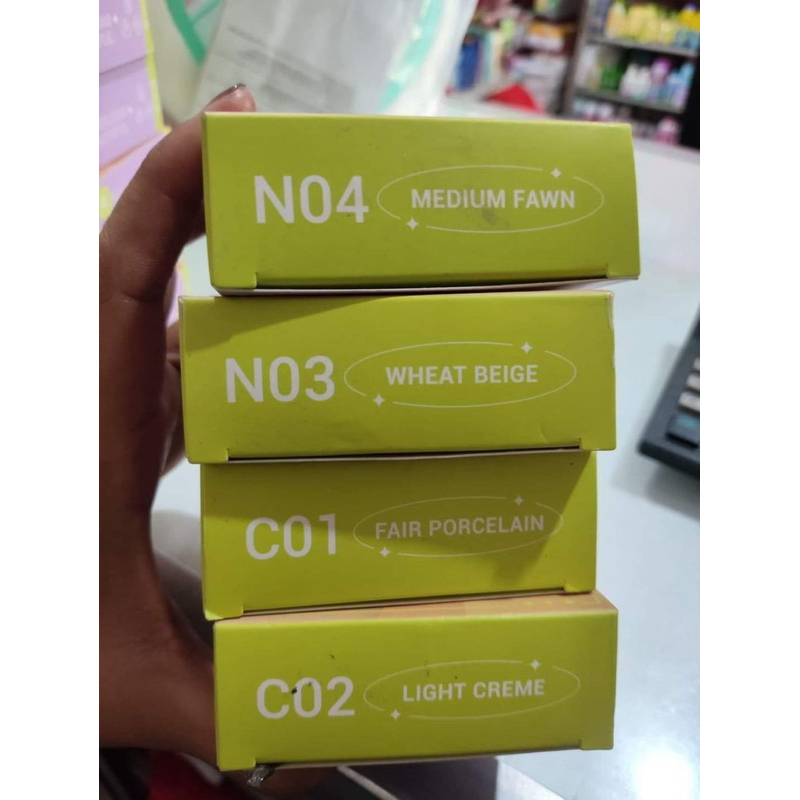 N04 MEDIUM FAWN
N03 WHEAT BEIGE
C01 FAIR PORCELAIN
C02 LIGHT CREME